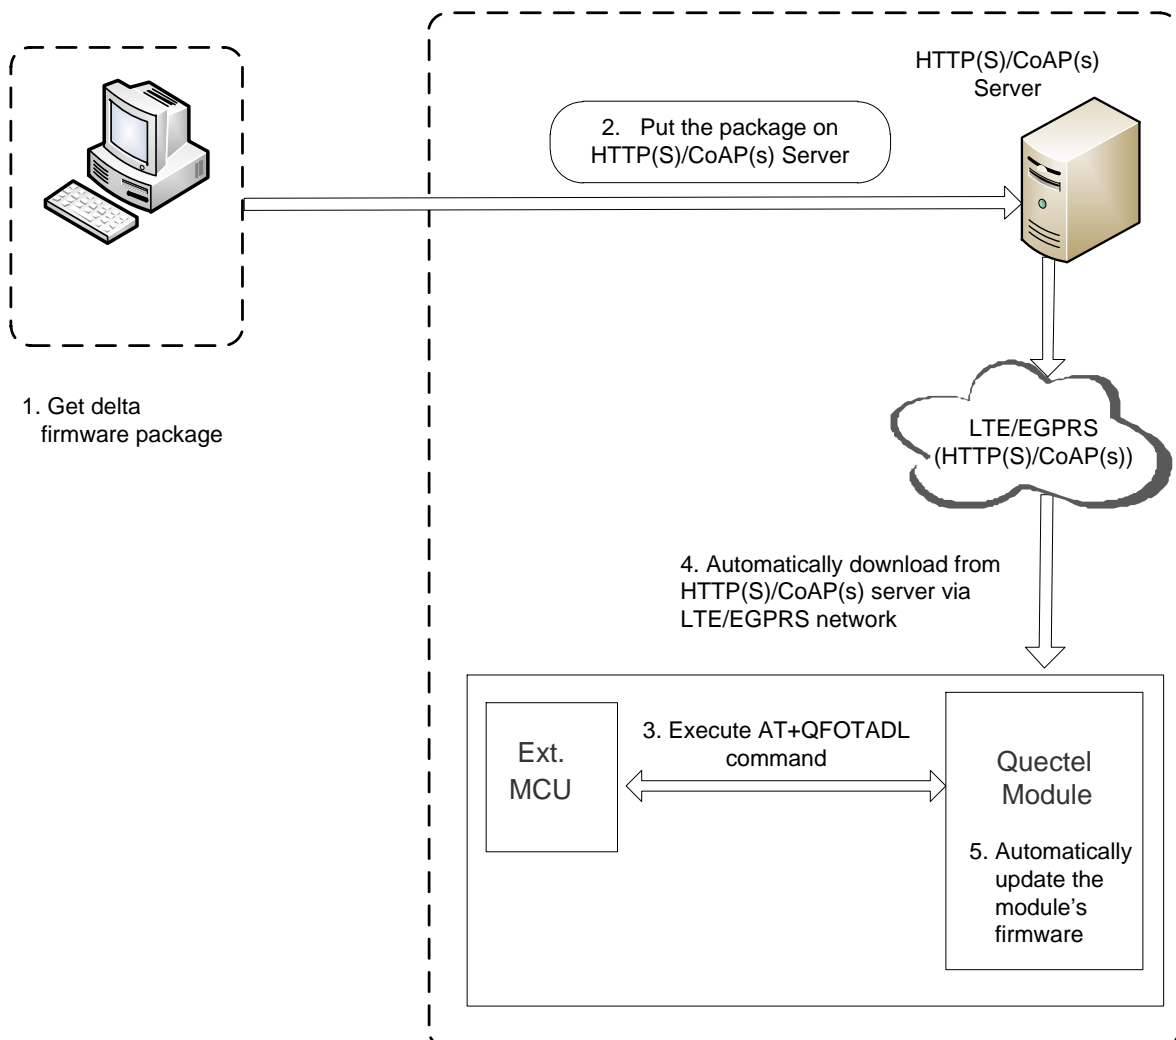 HTTP(S)/CoAP(s)
Server
2. Put the package on
HTTP(S)/CoAP(s) Server
1. Get delta
firmware package
LTE/EGPRS
(HTTP(S)/CoAP(s))
4. Automatically download from
HTTP(S)/CoAP(s) server via
LTE/EGPRS network
3. Execute AT+QFOTADL
command
Ext.
MCU
Quectel
Module
5. Automatically
update the
module's
firmware